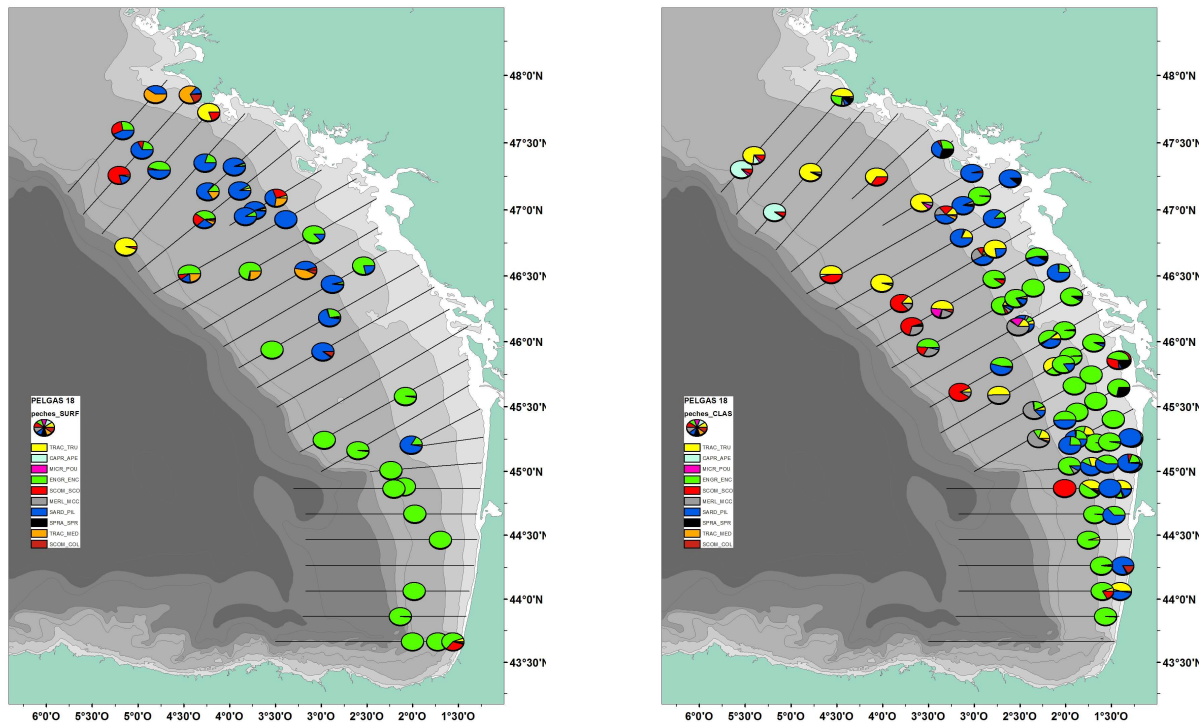 48°0'N
47°30'N
47°0'N
46°30'N
46°0'N
45°30'N
45°0'N
44°30'N
44°0'N
43°30'N
PELGAS 18
peches_SURF
TRAC_TRU
CAPR_APE
MICR_POU
ENGR_ENC
SCOM_SCO
MERL_MCC
SARD_PIL
SPRA_SPR
TRAC_MED
SCOM_COL
6°0'O 5°30'O 5°0'O 4°30'O 4°0'O 3°30'O 3°0'O 2°30'O 2°0'O 1°30'O
48°0'N
47°30'N
47°0'N
46°30'N
46°0'N
45°30'N
45°0'N
44°30'N
44°0'N
43°30'N
PELGAS 18
peches_CLAS
TRAC_TRU
CAPR_APE
MICR_POU
ENGR_ENC
SCOM_SCO
MERL_MCC
SARD_PIL
SPRA_SPR
TRAC_MED
SCOM_COL
6°0'O 5°30'O 5°0'O 4°30'O 4°0'O 3°30'O 3°0'O 2°30'O 2°0'O 1°30'O